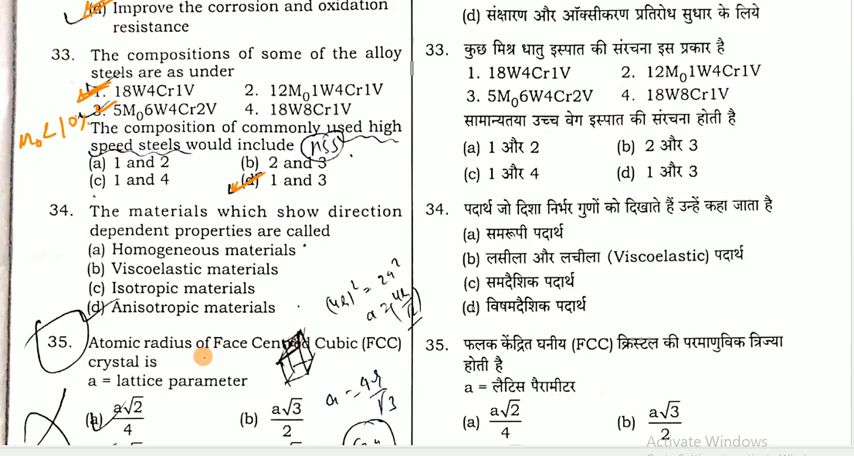 (d) Improve the corrosion and oxidation
resistance
33. The compositions of some of the alloy
steels are as under
1. 18W4Cr1V 2. 12M₀1W4Cr1V
3. 5M₀6W4Cr2V 4. 18W8Cr1V
M₀<10%
The composition of commonly used high
speed steels would include HSS
(a) 1 and 2 (b) 2 and 3
(c) 1 and 4 (d) 1 and 3
34. The materials which show direction
dependent properties are called
(a) Homogeneous materials
(b) Viscoelastic materials
(c) Isotropic materials
(d) Anisotropic materials
(4R)² = 2a²
35. Atomic radius of Face Centred Cubic (FCC)
crystal is
a = lattice parameter
(a) a√2/4 (b) a√3/2
(d) संक्षारण और ऑक्सीकरण प्रतिरोध सुधार के लिये
33. कुछ मिश्र धातु इस्पात की संरचना इस प्रकार है
1. 18W4Cr1V 2. 12M₀1W4Cr1V
3. 5M₀6W4Cr2V 4. 18W8Cr1V
सामान्यतया उच्च वेग इस्पात की संरचना होती है
(a) 1 और 2 (b) 2 और 3
(c) 1 और 4 (d) 1 और 3
34. पदार्थ जो दिशा निर्भर गुणों को दिखाते हैं उन्हें कहा जाता है
(a) समरूपी पदार्थ
(b) लसीला और लचीला (Viscoelastic) पदार्थ
(c) समदैशिक पदार्थ
(d) विषमदैशिक पदार्थ
35. फलक केंद्रित घनीय (FCC) क्रिस्टल की परमाणुविक त्रिज्या
होती है
a = लैटिस पैरामीटर
(a) a√2/4 (b) a√3/2
Activate Windows